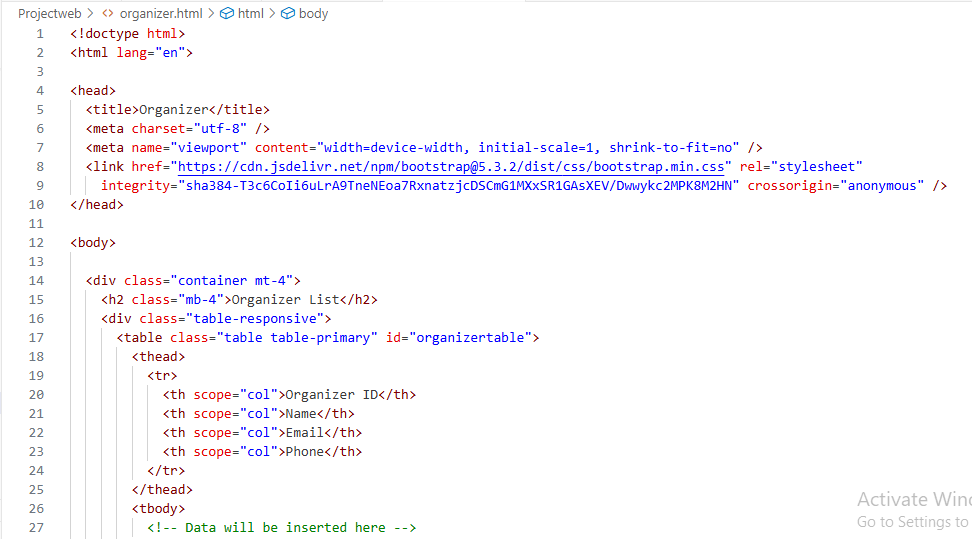 Projectweb > <> organizer.html > html > body
1 <!doctype html>
2 <html lang="en">
3
4 <head>
5 <title>Organizer</title>
6 <meta charset="utf-8" />
7 <meta name="viewport" content="width=device-width, initial-scale=1, shrink-to-fit=no" />
8 <link href="https://cdn.jsdelivr.net/npm/bootstrap@5.3.2/dist/css/bootstrap.min.css" rel="stylesheet"
9 integrity="sha384-T3c6CoIi6uLrA9TneNEoa7RxnatzjcDSCmG1MXxSR1GAsXEV/Dwwykc2MPK8M2HN" crossorigin="anonymous" />
10 </head>
11
12 <body>
13
14 <div class="container mt-4">
15 <h2 class="mb-4">Organizer List</h2>
16 <div class="table-responsive">
17 <table class="table table-primary" id="organizertable">
18 <thead>
19 <tr>
20 <th scope="col">Organizer ID</th>
21 <th scope="col">Name</th>
22 <th scope="col">Email</th>
23 <th scope="col">Phone</th>
24 </tr>
25 </thead>
26 <tbody>
27 <!-- Data will be inserted here -->
Activate Win
Go to Settings to